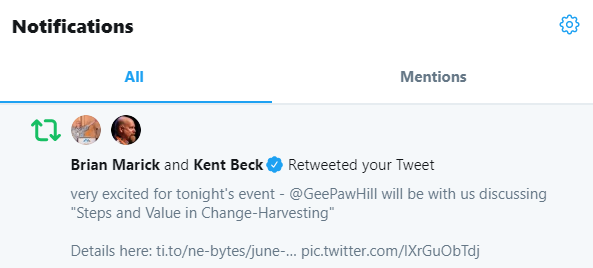 Notifications
All
Mentions
Brian Marick and Kent Beck Retweeted your Tweet
very excited for tonight's event - @GeePawHill will be with us discussing
"Steps and Value in Change-Harvesting"
Details here: ti.to/ne-bytes/june-... pic.twitter.com/lXrGuObTdj